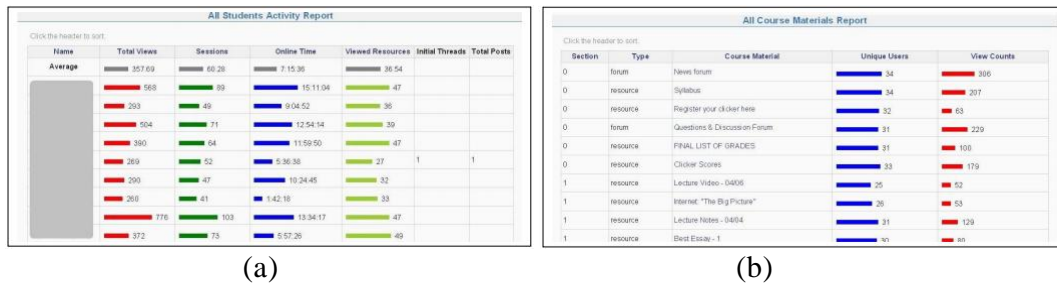 All Students Activity Report
Click the header to sort.
Name Total Views Sessions Online Time Viewed Resources Initial Threads Total Posts
Average 357.69 60.28 7:15:36 36.54
568 89 15:11:04 47
293 49 9:04:52 36
504 71 12:54:14 39
390 64 11:59:50 47
269 52 5:36:38 27 1 1
290 47 10:24:45 32
260 41 1:42:18 33
776 103 13:34:17 47
372 73 5:57:26 49
(a)
All Course Materials Report
Click the header to sort.
Section Type Course Material Unique Users View Counts
0 forum News forum 34 306
0 resource Syllabus 34 207
0 resource Register your clicker here 32 63
0 forum Questions & Discussion Forum 31 229
0 resource FINAL LIST OF GRADES 31 100
0 resource Clicker Scores 33 179
1 resource Lecture Video - 04/06 25 52
1 resource Internet: "The Big Picture" 26 53
1 resource Lecture Notes - 04/04 31 129
1 resource Best Essay - 1 30 80
(b)